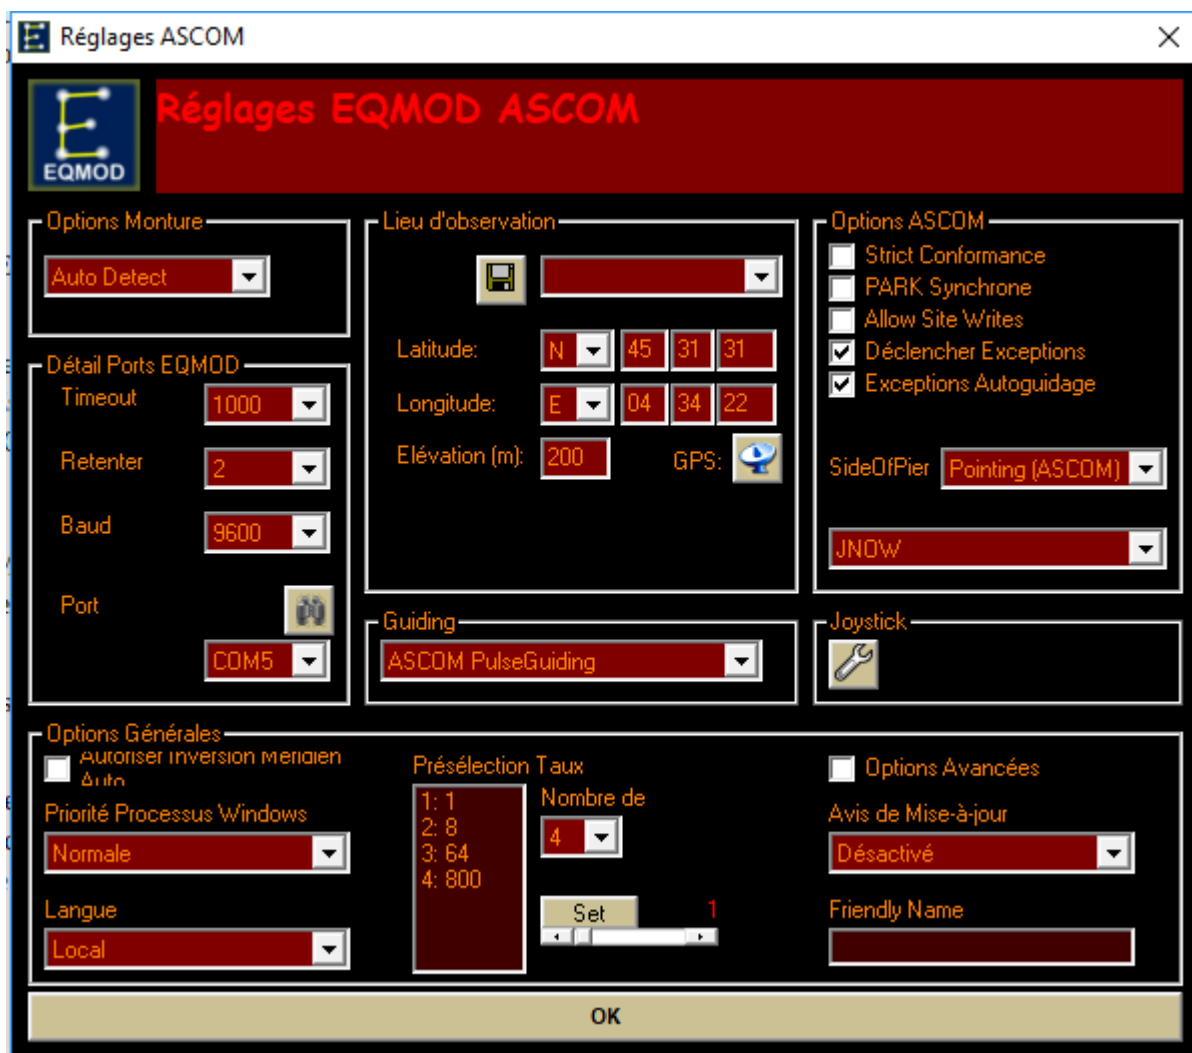 Réglages ASCOM
Réglages EQMOD ASCOM
EQMOD
Options Monture
Auto Detect
Détail Ports EQMOD
Timeout
1000
Retenter
2
Baud
9600
Port
COM5
Lieu d'observation
Latitude:
N 45 31 31
Longitude:
E 04 34 22
Elévation (m):
200
GPS:
Guiding
ASCOM PulseGuiding
Options ASCOM
Strict Conformance
PARK Synchrone
Allow Site Writes
Déclencher Exceptions
Exceptions Autoguidage
SideOfPier
Pointing (ASCOM)
JNOW
Joystick
Options Générales
Autoriser Inversion Méridien
Auto
Priorité Processus Windows
Normale
Langue
Local
Présélection Taux
1: 1
2: 8
3: 64
4: 800
Nombre de
4
Set
1
Options Avancées
Avis de Mise-à-jour
Désactivé
Friendly Name
OK